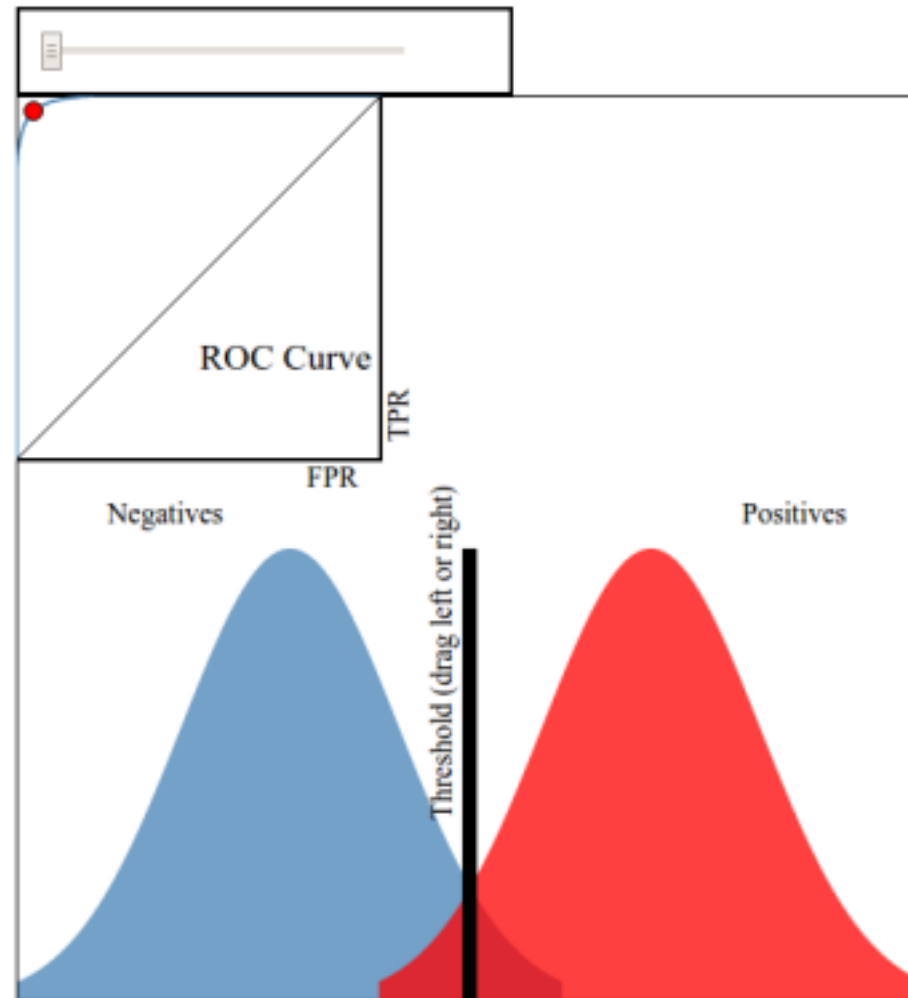 ROC Curve
TPR
FPR
Negatives
Positives
Threshold (drag left or right)